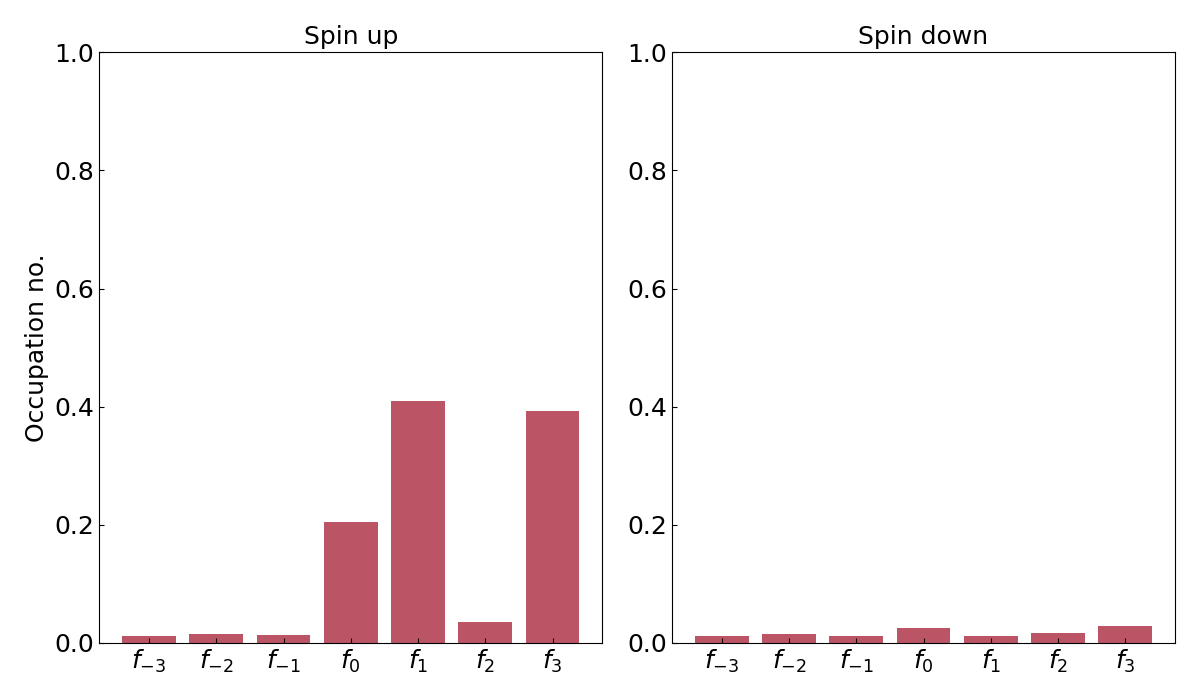 Spin up
Occupation no.
1.0
0.8
0.6
0.4
0.2
0.0
f₋₃ f₋₂ f₋₁ f₀ f₁ f₂ f₃
Spin down
1.0
0.8
0.6
0.4
0.2
0.0
f₋₃ f₋₂ f₋₁ f₀ f₁ f₂ f₃